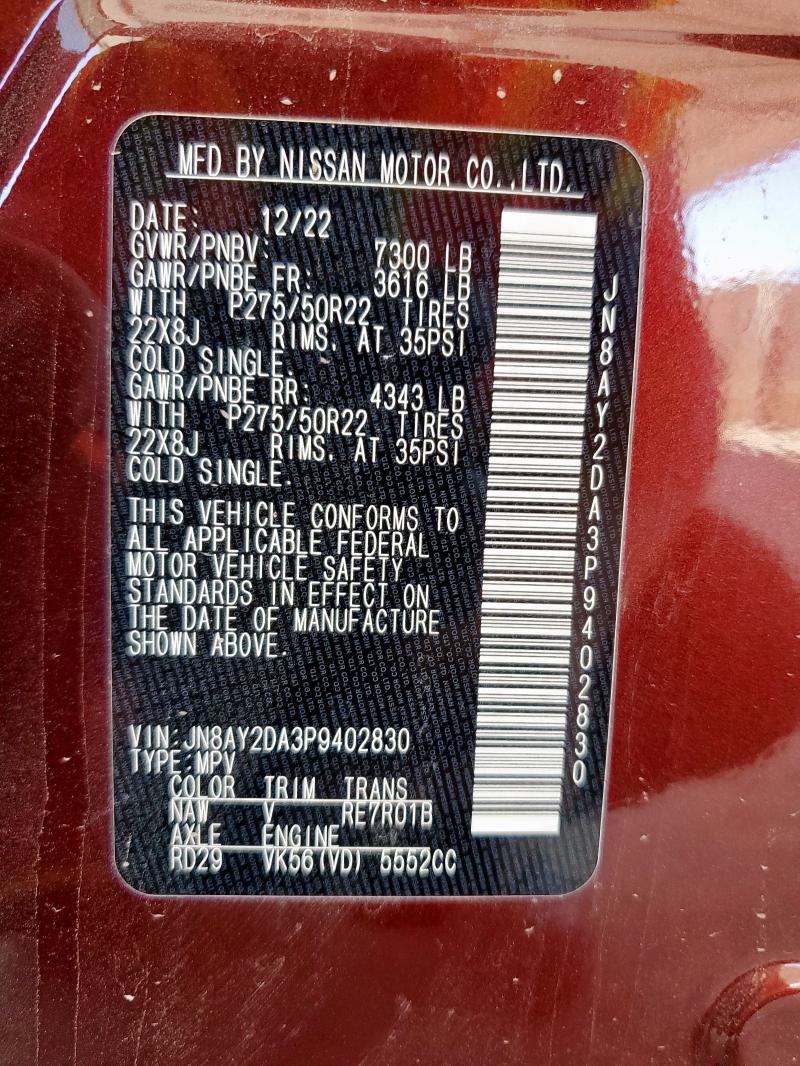 MFD BY NISSAN MOTOR CO.,LTD.
DATE: 12/22
GVWR/PNBV: 7300 LB
GAWR/PNBE FR: 3616 LB
WITH P275/50R22 TIRES
22X8J RIMS, AT 35PSI
COLD SINGLE.
GAWR/PNBE RR: 4343 LB
WITH P275/50R22 TIRES
22X8J RIMS, AT 35PSI
COLD SINGLE.
THIS VEHICLE CONFORMS TO
ALL APPLICABLE FEDERAL
MOTOR VEHICLE SAFETY
STANDARDS IN EFFECT ON
THE DATE OF MANUFACTURE
SHOWN ABOVE.
VIN:JN8AY2DA3P9402830
TYPE:MPV
COLOR TRIM TRANS
NAW V RE7R01B
AXLE ENGINE
RD29 VK56(VD) 5552CC
JN8AY2DA3P9402830